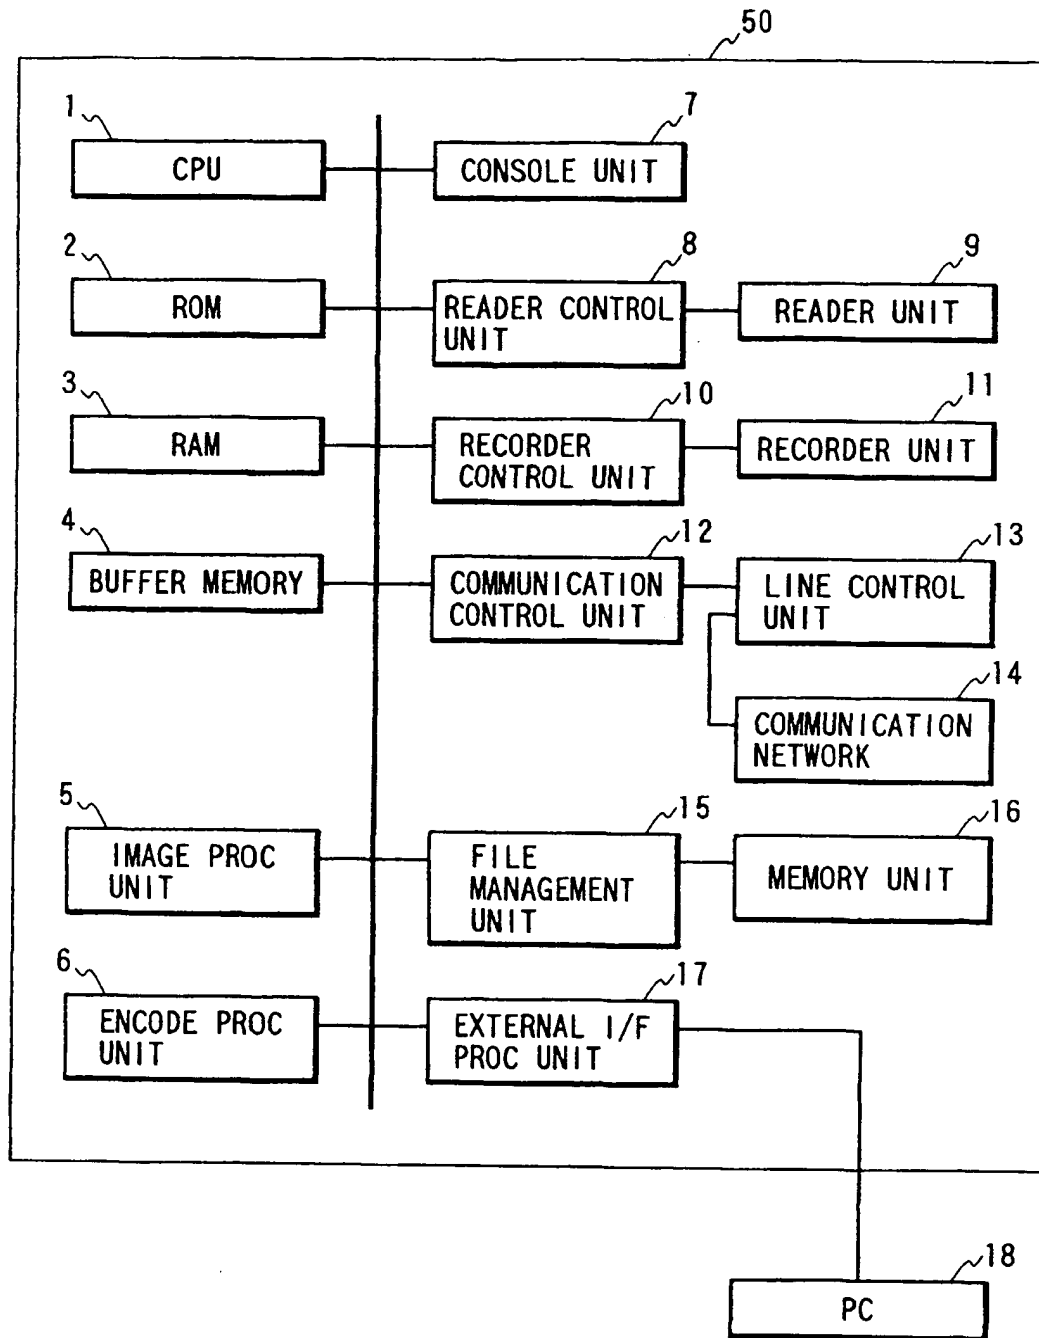 50
1
CPU
7
CONSOLE UNIT
2
ROM
8
READER CONTROL
UNIT
9
READER UNIT
3
RAM
10
RECORDER
CONTROL UNIT
11
RECORDER UNIT
4
BUFFER MEMORY
12
COMMUNICATION
CONTROL UNIT
13
LINE CONTROL
UNIT
14
COMMUNICATION
NETWORK
5
IMAGE PROC
UNIT
15
FILE
MANAGEMENT
UNIT
16
MEMORY UNIT
6
ENCODE PROC
UNIT
17
EXTERNAL I/F
PROC UNIT
18
PC